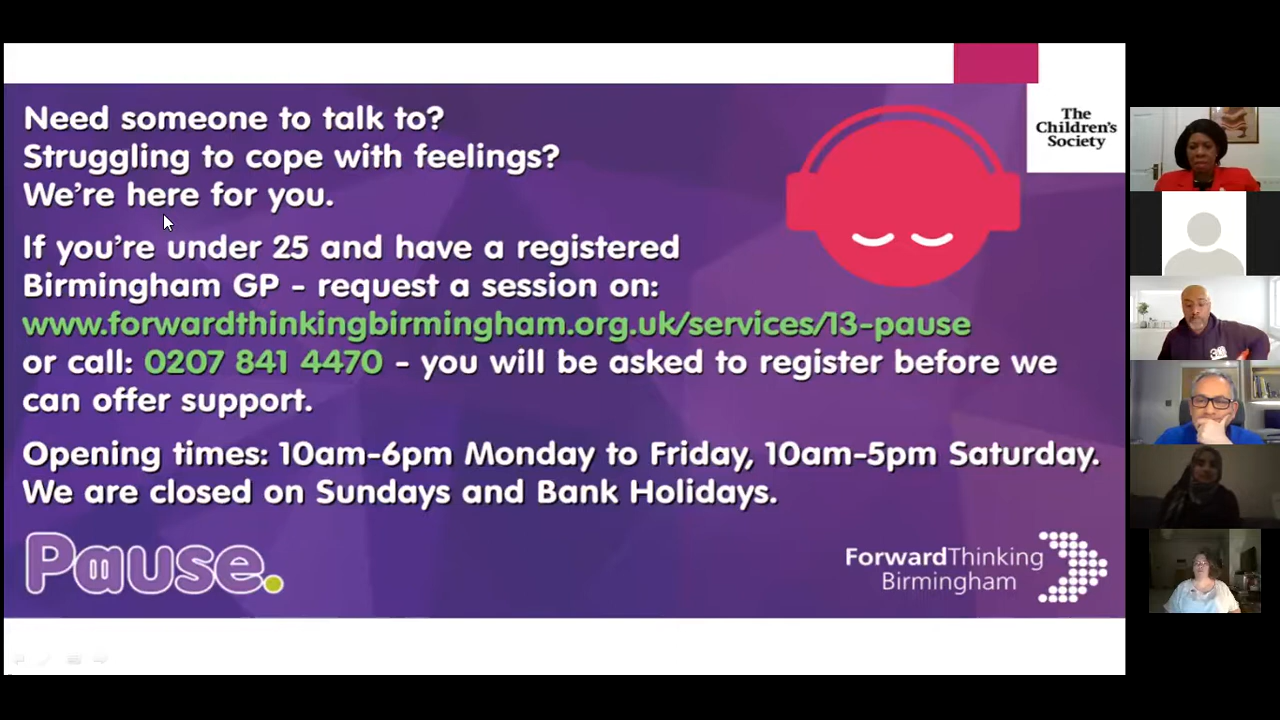 Need someone to talk to?
Struggling to cope with feelings?
We're here for you.
If you're under 25 and have a registered
Birmingham GP - request a session on:
www.forwardthinkingbirmingham.org.uk/services/13-pause
or call: 0207 841 4470 - you will be asked to register before we
can offer support.
Opening times: 10am-6pm Monday to Friday, 10am-5pm Saturday.
We are closed on Sundays and Bank Holidays.
Pause.
ForwardThinking
Birmingham
The
Children's
Society